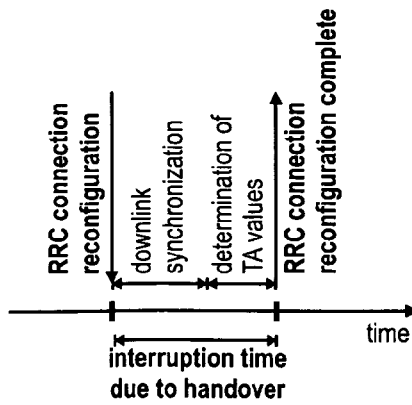 RRC connection
reconfiguration
downlink
synchronization
determination of
TA values
RRC connection
reconfiguration complete
time
interruption time
due to handover